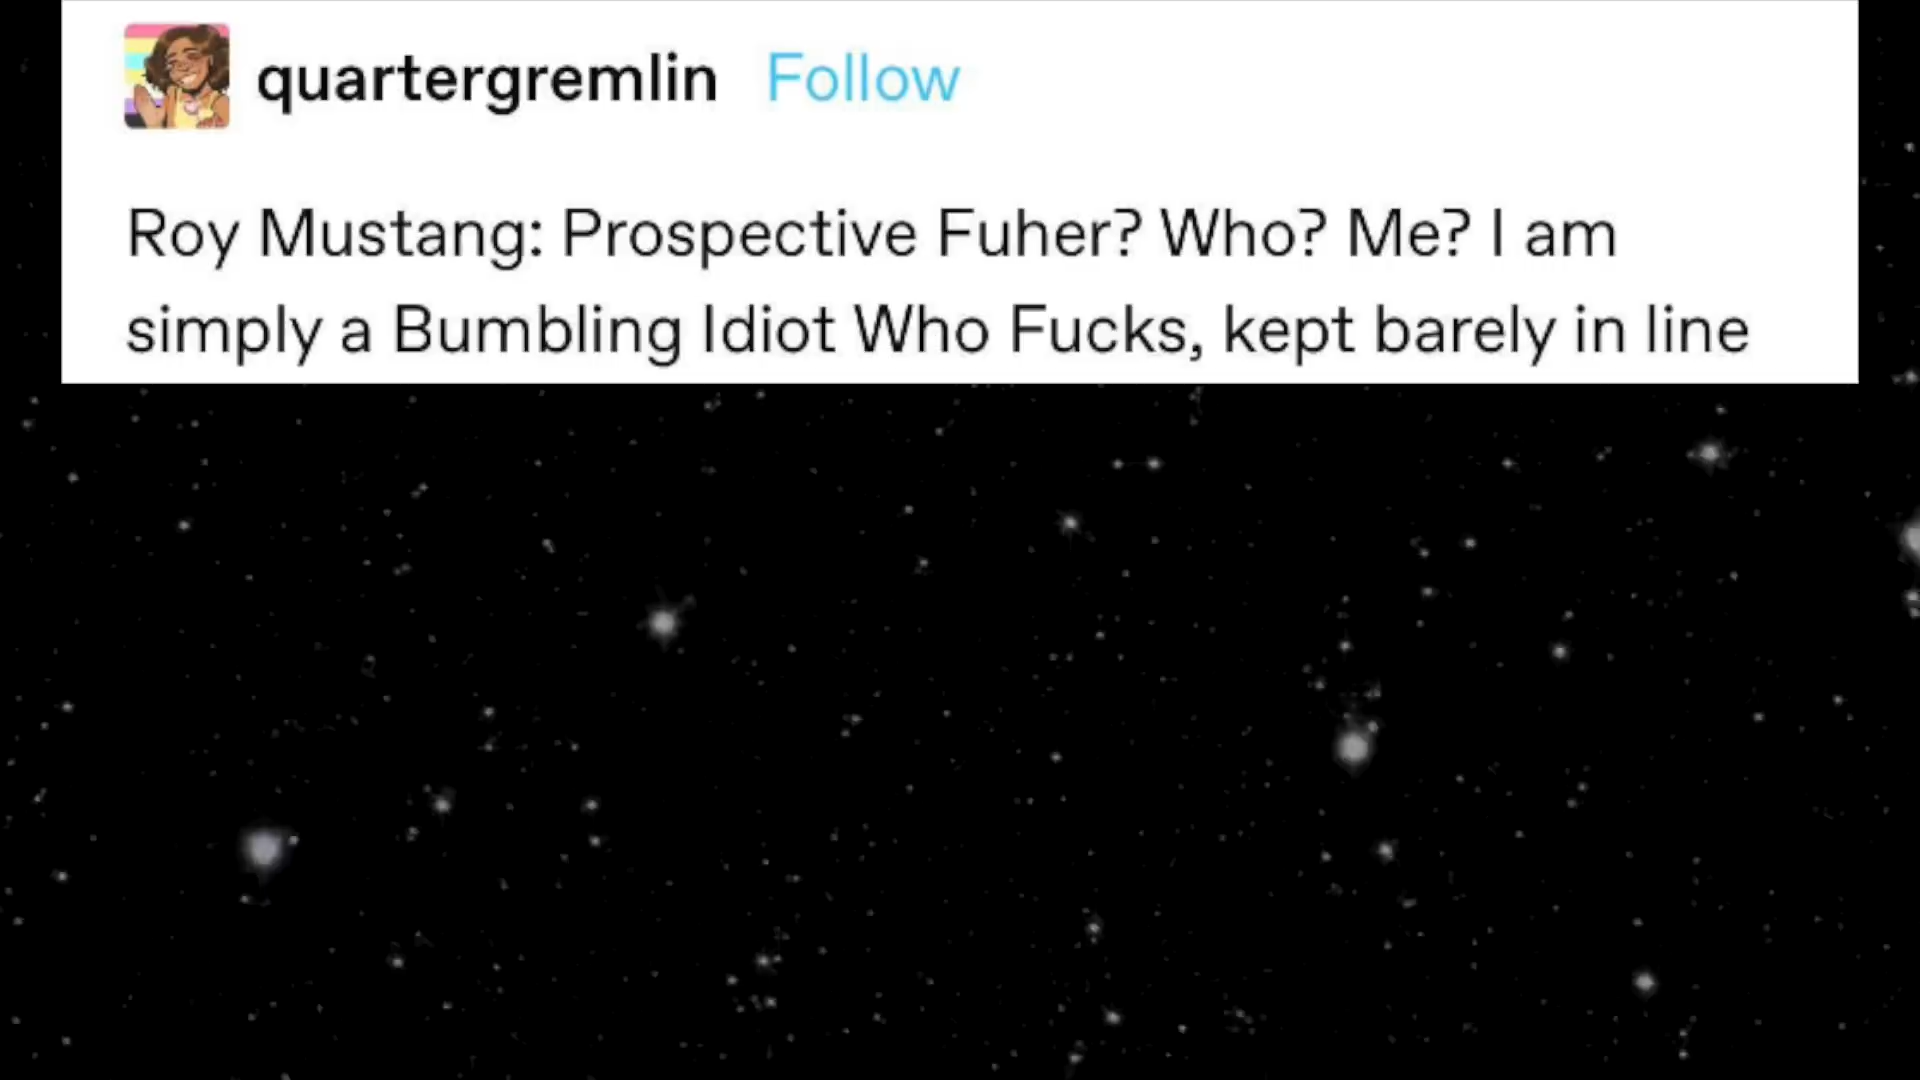 quartergremlin Follow
Roy Mustang: Prospective Fuher? Who? Me? I am
simply a Bumbling Idiot Who Fucks, kept barely in line